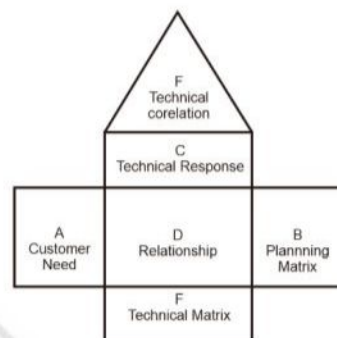 F
Technical
corelation
C
Technical Response
A
Customer
Need
D
Relationship
B
Plannning
Matrix
F
Technical Matrix